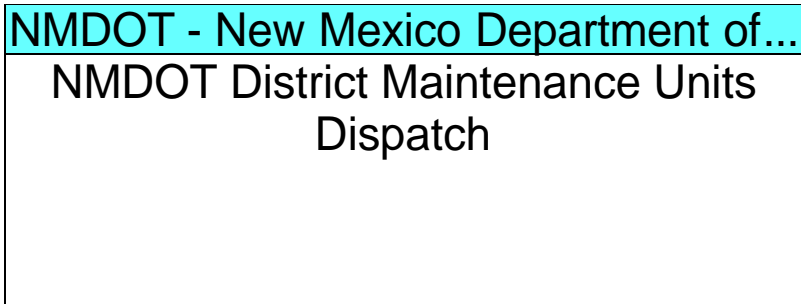 NMDOT - New Mexico Department of...
NMDOT District Maintenance Units
Dispatch